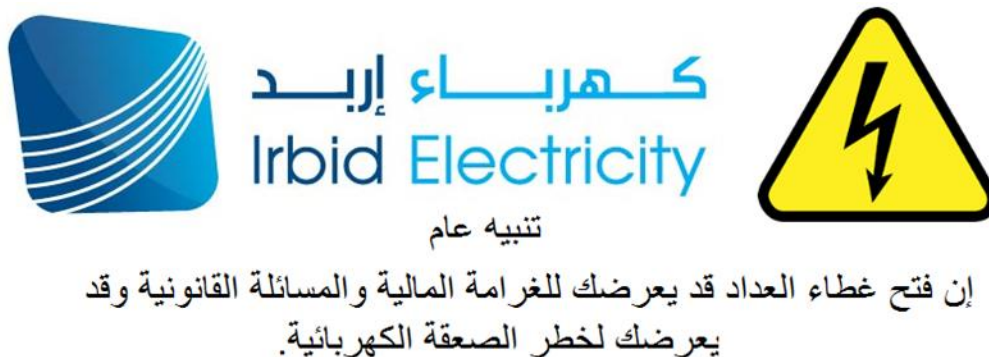 كهرباء إربد
Irbid Electricity
تنبيه عام
إن فتح غطاء العداد قد يعرضك للغرامة المالية والمسائلة القانونية وقد
يعرضك لخطر الصعقة الكهربائية.